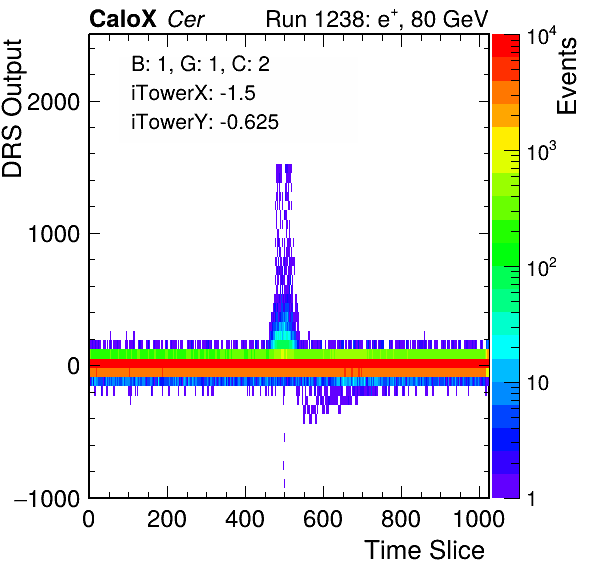 CaloX Cer
Run 1238: e+, 80 GeV
B: 1, G: 1, C: 2
iTowerX: -1.5
iTowerY: -0.625
DRS Output
2000
1000
0
−1000
0 200 400 600 800 1000
Time Slice
Events
10^4
10^3
10^2
10
1